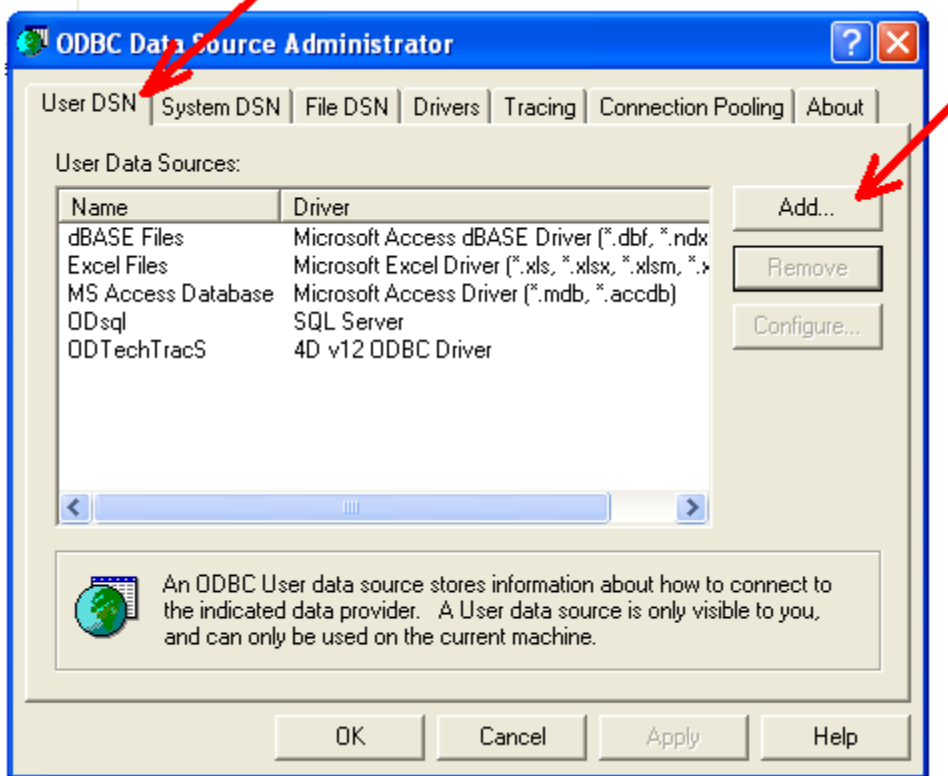 ODBC Data Source Administrator
User DSN System DSN File DSN Drivers Tracing Connection Pooling About
User Data Sources:
Name Driver
dBASE Files Microsoft Access dBASE Driver (*.dbf, *.ndx
Excel Files Microsoft Excel Driver (*.xls, *.xlsx, *.xlsm, *.x
MS Access Database Microsoft Access Driver (*.mdb, *.accdb)
ODsql SQL Server
ODTechTracS 4D v12 ODBC Driver
Add...
Remove
Configure...
An ODBC User data source stores information about how to connect to
the indicated data provider. A User data source is only visible to you,
and can only be used on the current machine.
OK Cancel Apply Help